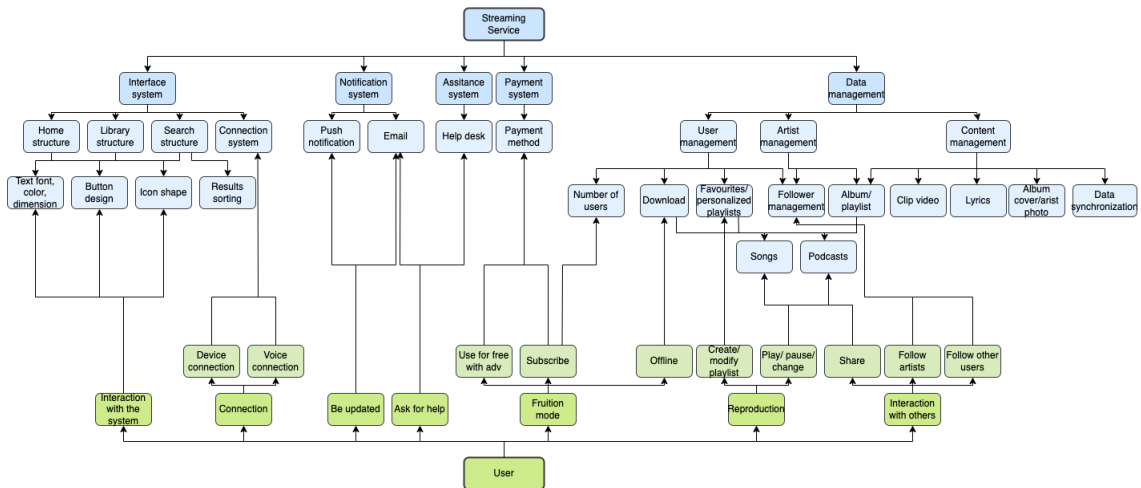 Streaming
Service
Interface
system
Notification
system
Assitance
system
Payment
system
Data
management
Home
structure
Library
structure
Search
structure
Connection
system
Push
notification
Email
Help desk
Payment
method
User
management
Artist
management
Content
management
Text font,
color,
dimension
Button
design
Icon shape
Results
sorting
Number of
users
Download
Favourites/
personalized
playlists
Follower
management
Album/
playlist
Clip video
Lyrics
Album
cover/arist
photo
Data
synchronization
Songs
Podcasts
Device
connection
Voice
connection
Use for free
with adv
Subscribe
Offline
Create/
modify
playlist
Play/ pause/
change
Share
Follow
artists
Follow other
users
Interaction
with the
system
Connection
Be updated
Ask for help
Fruition
mode
Reproduction
Interaction
with others
User